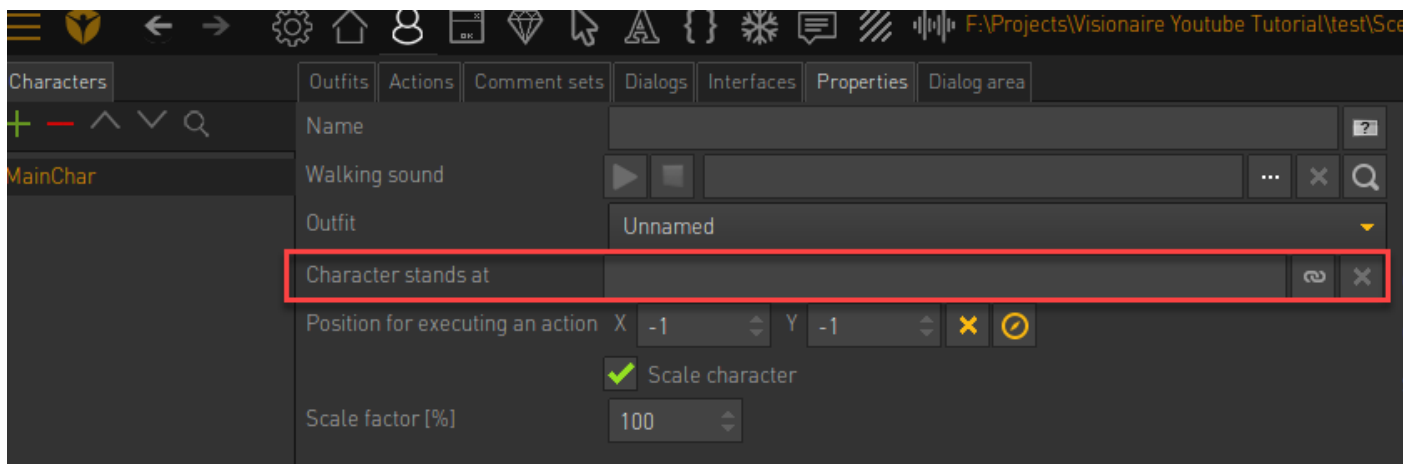 F:\Projects\Visionaire Youtube Tutorial\test\Sce
Characters
Outfits Actions Comment sets Dialogs Interfaces Properties Dialog area
Name
MainChar
Walking sound
Outfit Unnamed
Character stands at
Position for executing an action X -1 Y -1
Scale character
Scale factor [%] 100